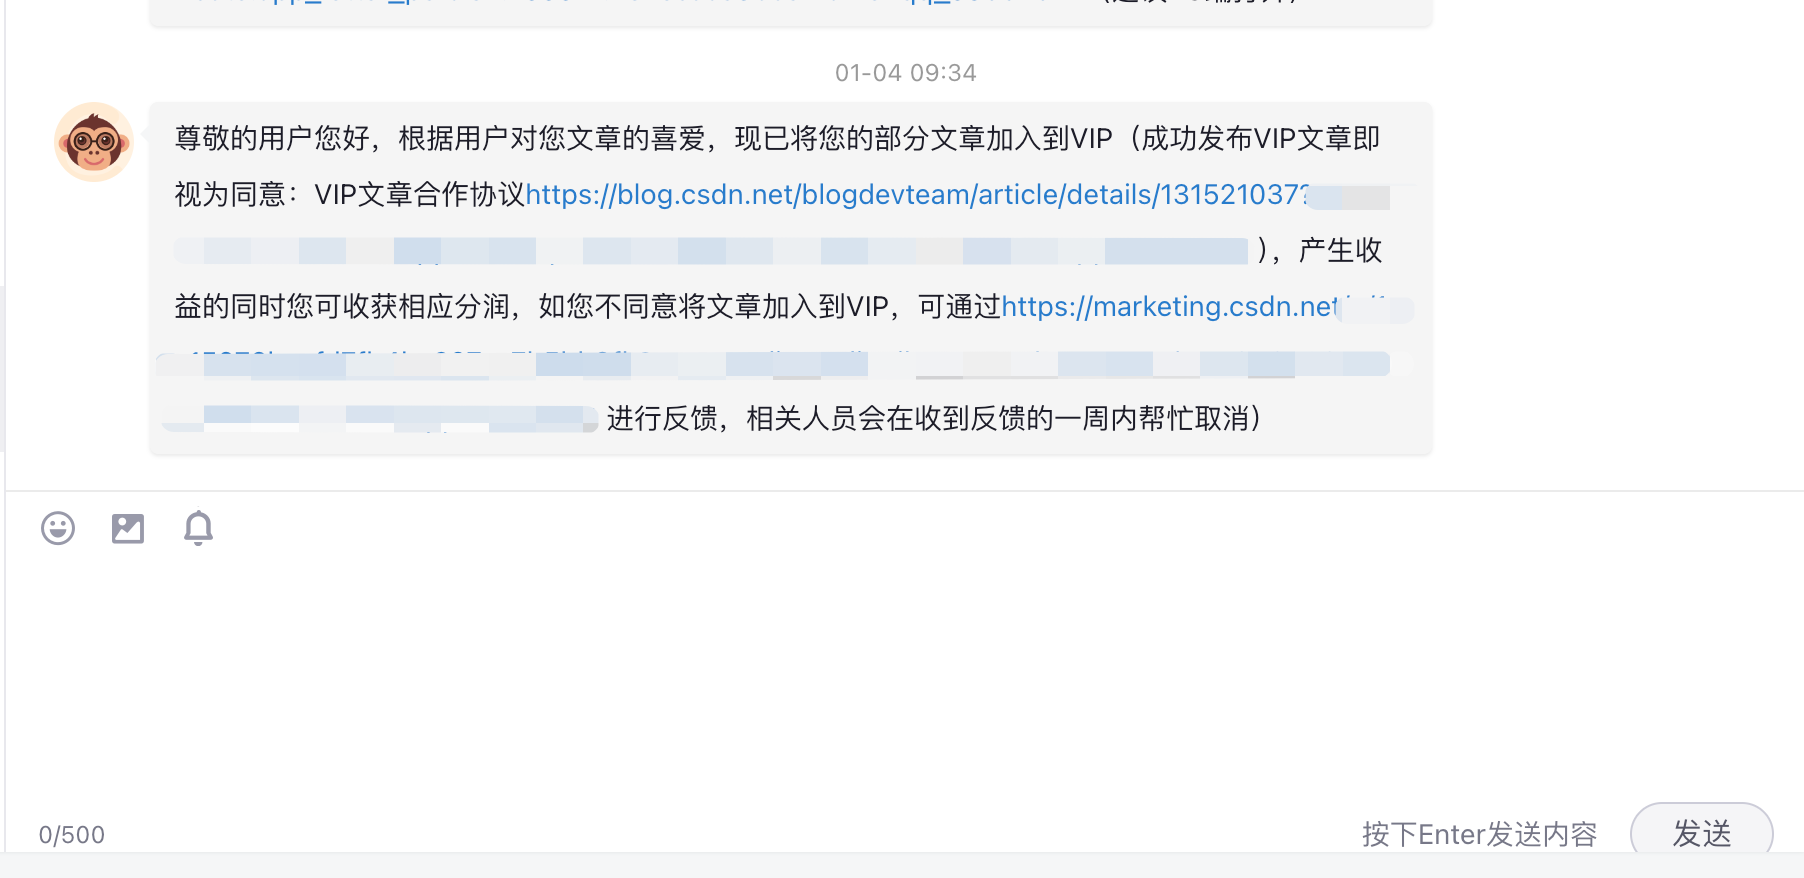 01-04 09:34
尊敬的用户您好，根据用户对您文章的喜爱，现已将您的部分文章加入到VIP（成功发布VIP文章即
视为同意：VIP文章合作协议https://blog.csdn.net/blogdevteam/article/details/131521037?
），产生收
益的同时您可收获相应分润，如您不同意将文章加入到VIP，可通过https://marketing.csdn.net/
进行反馈，相关人员会在收到反馈的一周内帮忙取消）
0/500
按下Enter发送内容
发送